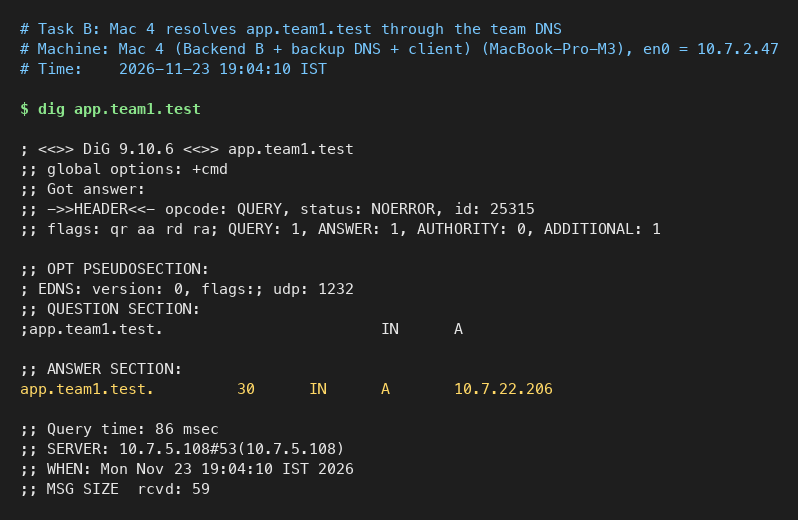 # Task B: Mac 4 resolves app.team1.test through the team DNS
# Machine: Mac 4 (Backend B + backup DNS + client) (MacBook-Pro-M3), en0 = 10.7.2.47
# Time:    2026-11-23 19:04:10 IST

$ dig app.team1.test

; <<>> DiG 9.10.6 <<>> app.team1.test
;; global options: +cmd
;; Got answer:
;; ->>HEADER<<- opcode: QUERY, status: NOERROR, id: 25315
;; flags: qr aa rd ra; QUERY: 1, ANSWER: 1, AUTHORITY: 0, ADDITIONAL: 1

;; OPT PSEUDOSECTION:
; EDNS: version: 0, flags:; udp: 1232
;; QUESTION SECTION:
;app.team1.test.                        IN      A

;; ANSWER SECTION:
app.team1.test.         30      IN      A       10.7.22.206

;; Query time: 86 msec
;; SERVER: 10.7.5.108#53(10.7.5.108)
;; WHEN: Mon Nov 23 19:04:10 IST 2026
;; MSG SIZE  rcvd: 59